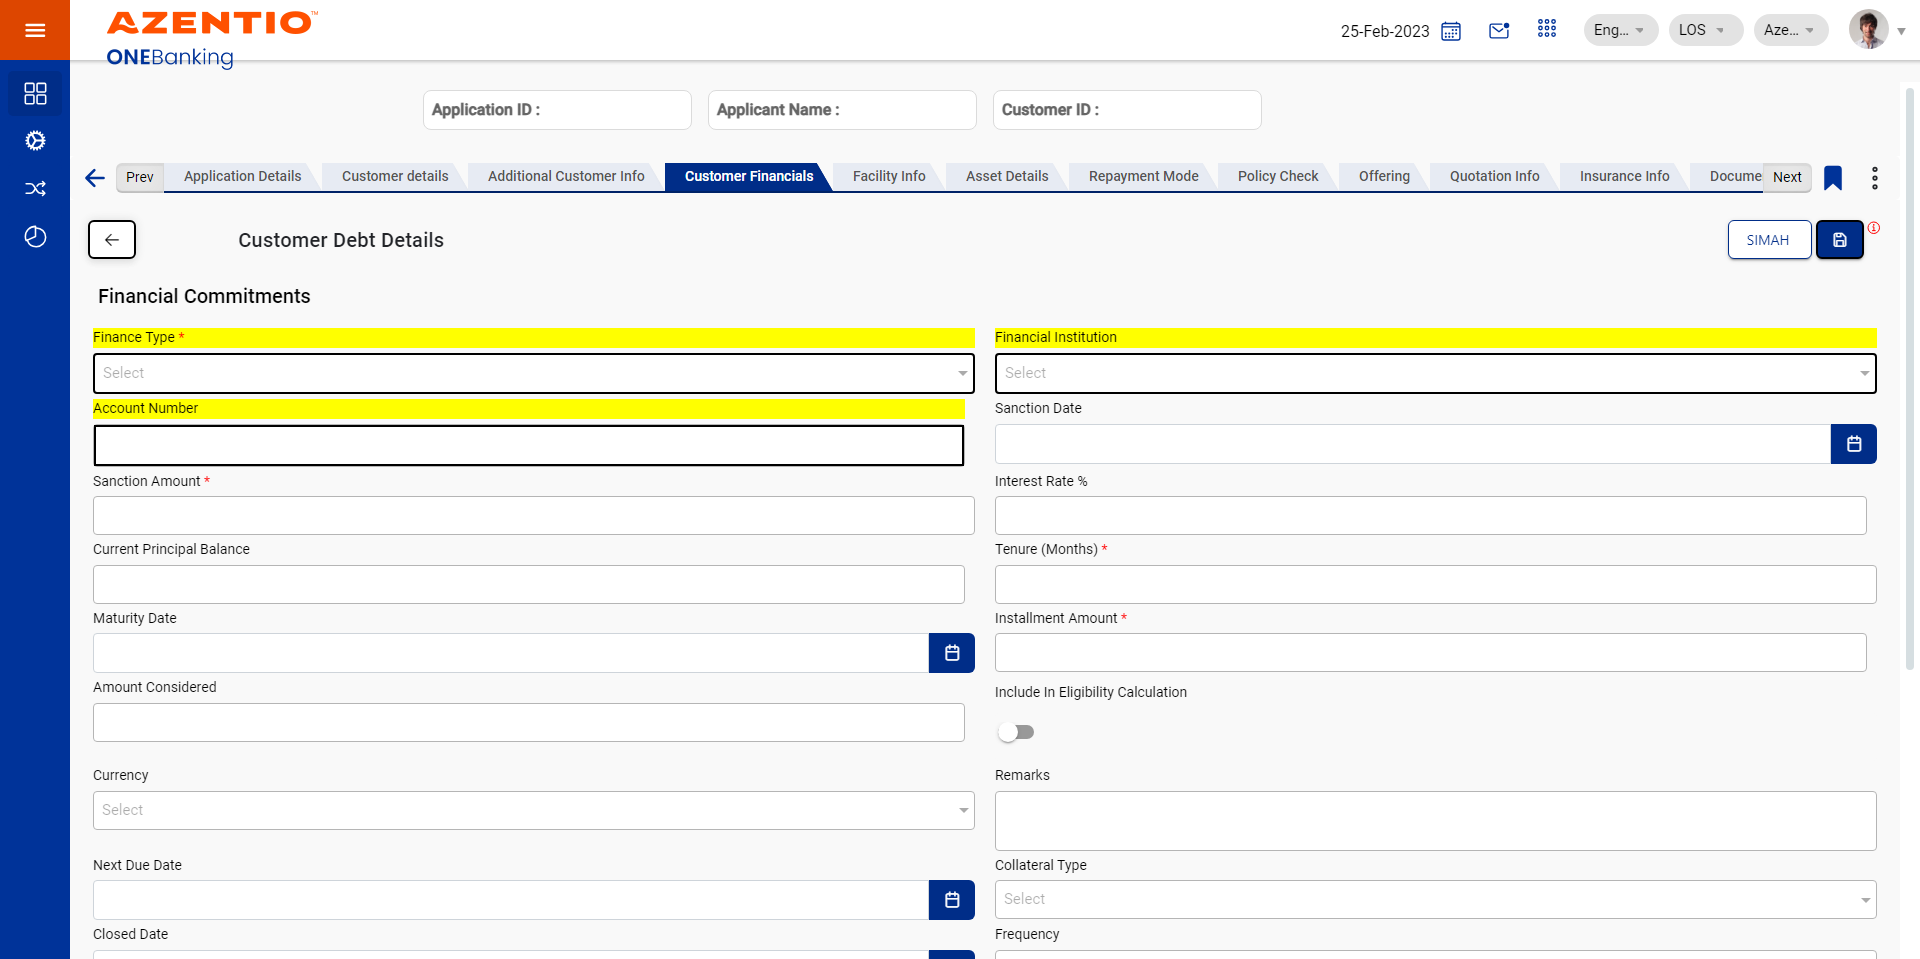 AZENTIO™
ONEBanking
25-Feb-2023
Eng...
LOS
Aze...
Application ID :
Applicant Name :
Customer ID :
Prev
Application Details
Customer details
Additional Customer Info
Customer Financials
Facility Info
Asset Details
Repayment Mode
Policy Check
Offering
Quotation Info
Insurance Info
Docume
Next
Customer Debt Details
SIMAH
Financial Commitments
Finance Type *
Financial Institution
Select
Select
Account Number
Sanction Date
Sanction Amount *
Interest Rate %
Current Principal Balance
Tenure (Months) *
Maturity Date
Installment Amount *
Amount Considered
Include In Eligibility Calculation
Currency
Remarks
Select
Next Due Date
Collateral Type
Select
Closed Date
Frequency